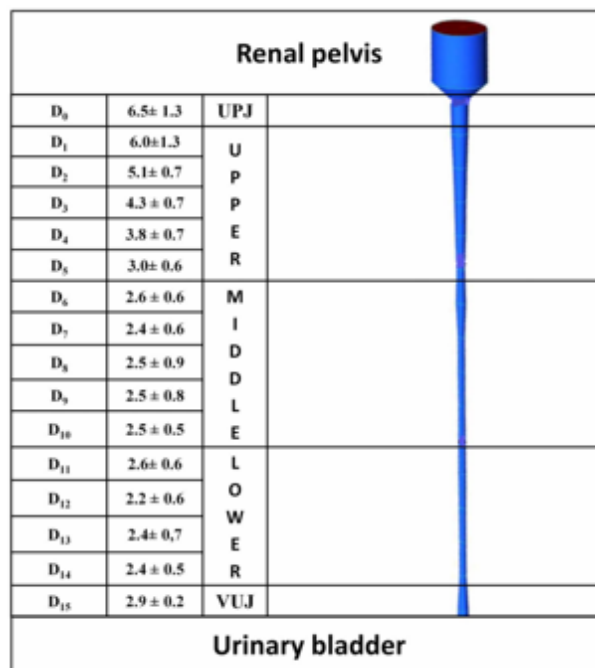 Renal pelvis
D₀ 6.5± 1.3 UPJ
D₁ 6.0±1.3
D₂ 5.1± 0.7
D₃ 4.3 ± 0.7
D₄ 3.8 ± 0.7
D₅ 3.0± 0.6
UPPER
D₆ 2.6 ± 0.6
D₇ 2.4 ± 0.6
D₈ 2.5 ± 0.9
D₉ 2.5 ± 0.8
D₁₀ 2.5 ± 0.5
MIDDLE
D₁₁ 2.6± 0.6
D₁₂ 2.2 ± 0.6
D₁₃ 2.4± 0,7
D₁₄ 2.4 ± 0.5
LOWER
D₁₅ 2.9 ± 0.2 VUJ
Urinary bladder